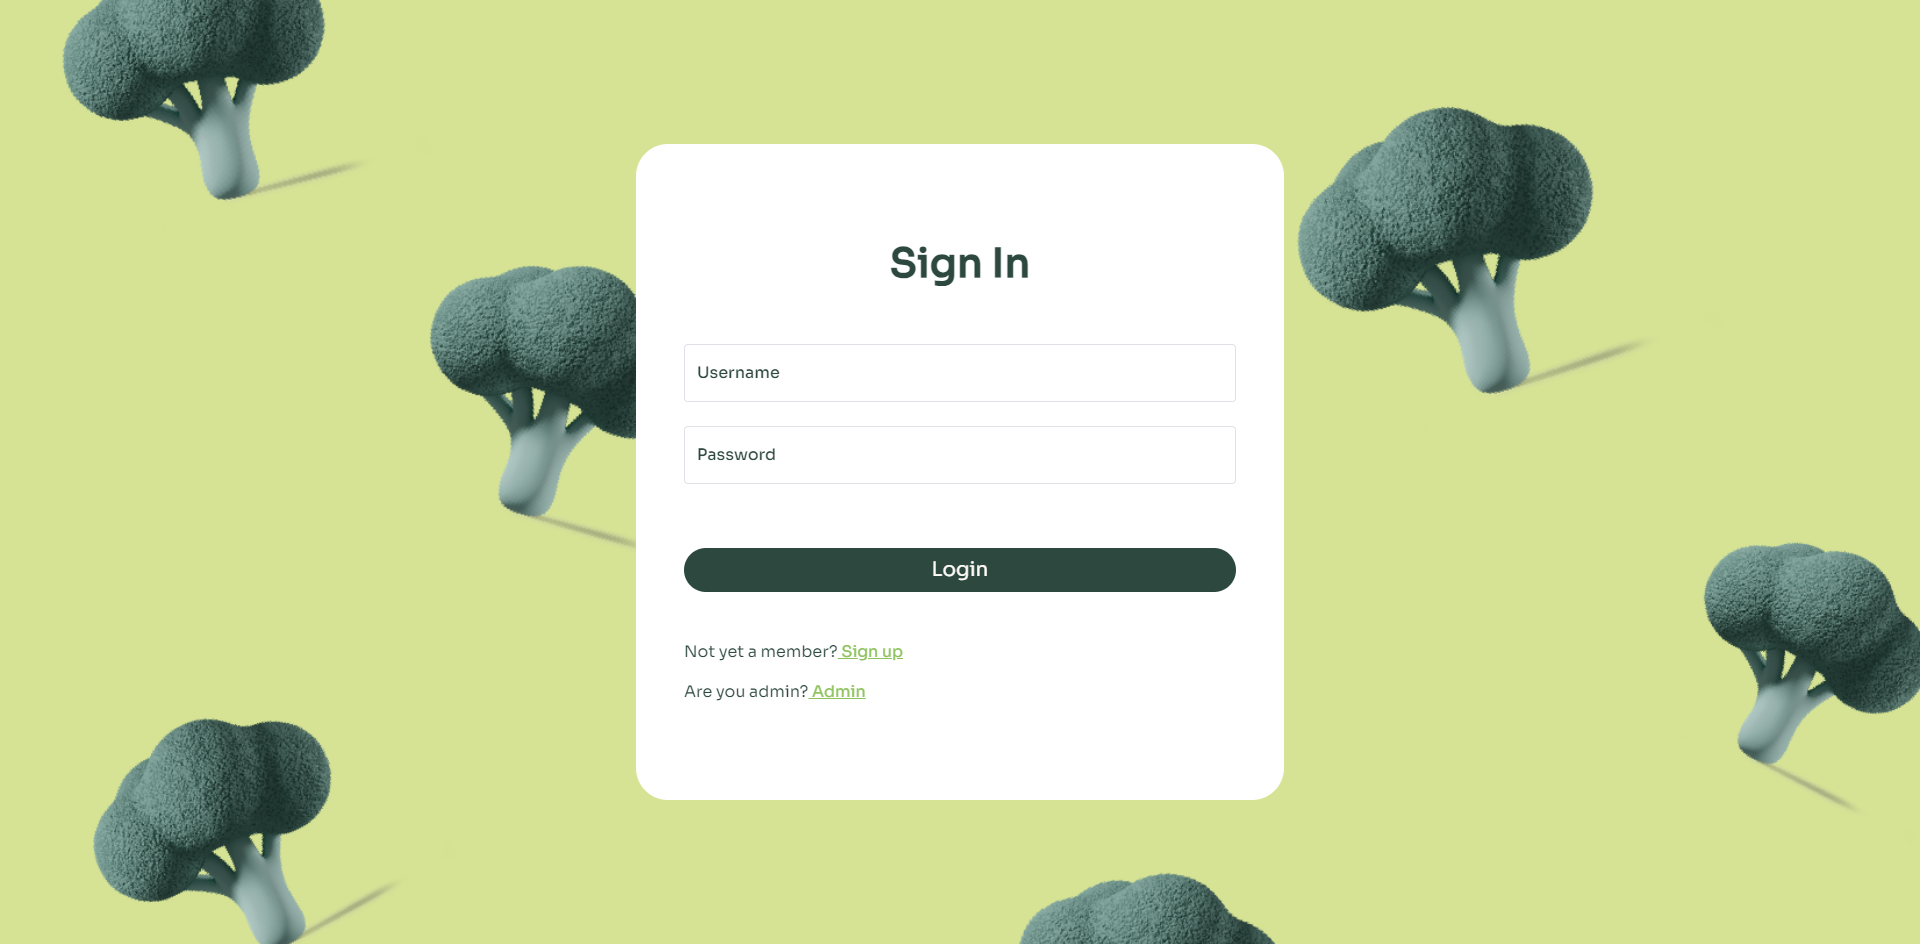 Sign In
Username
Password
Login
Not yet a member? Sign up
Are you admin? Admin